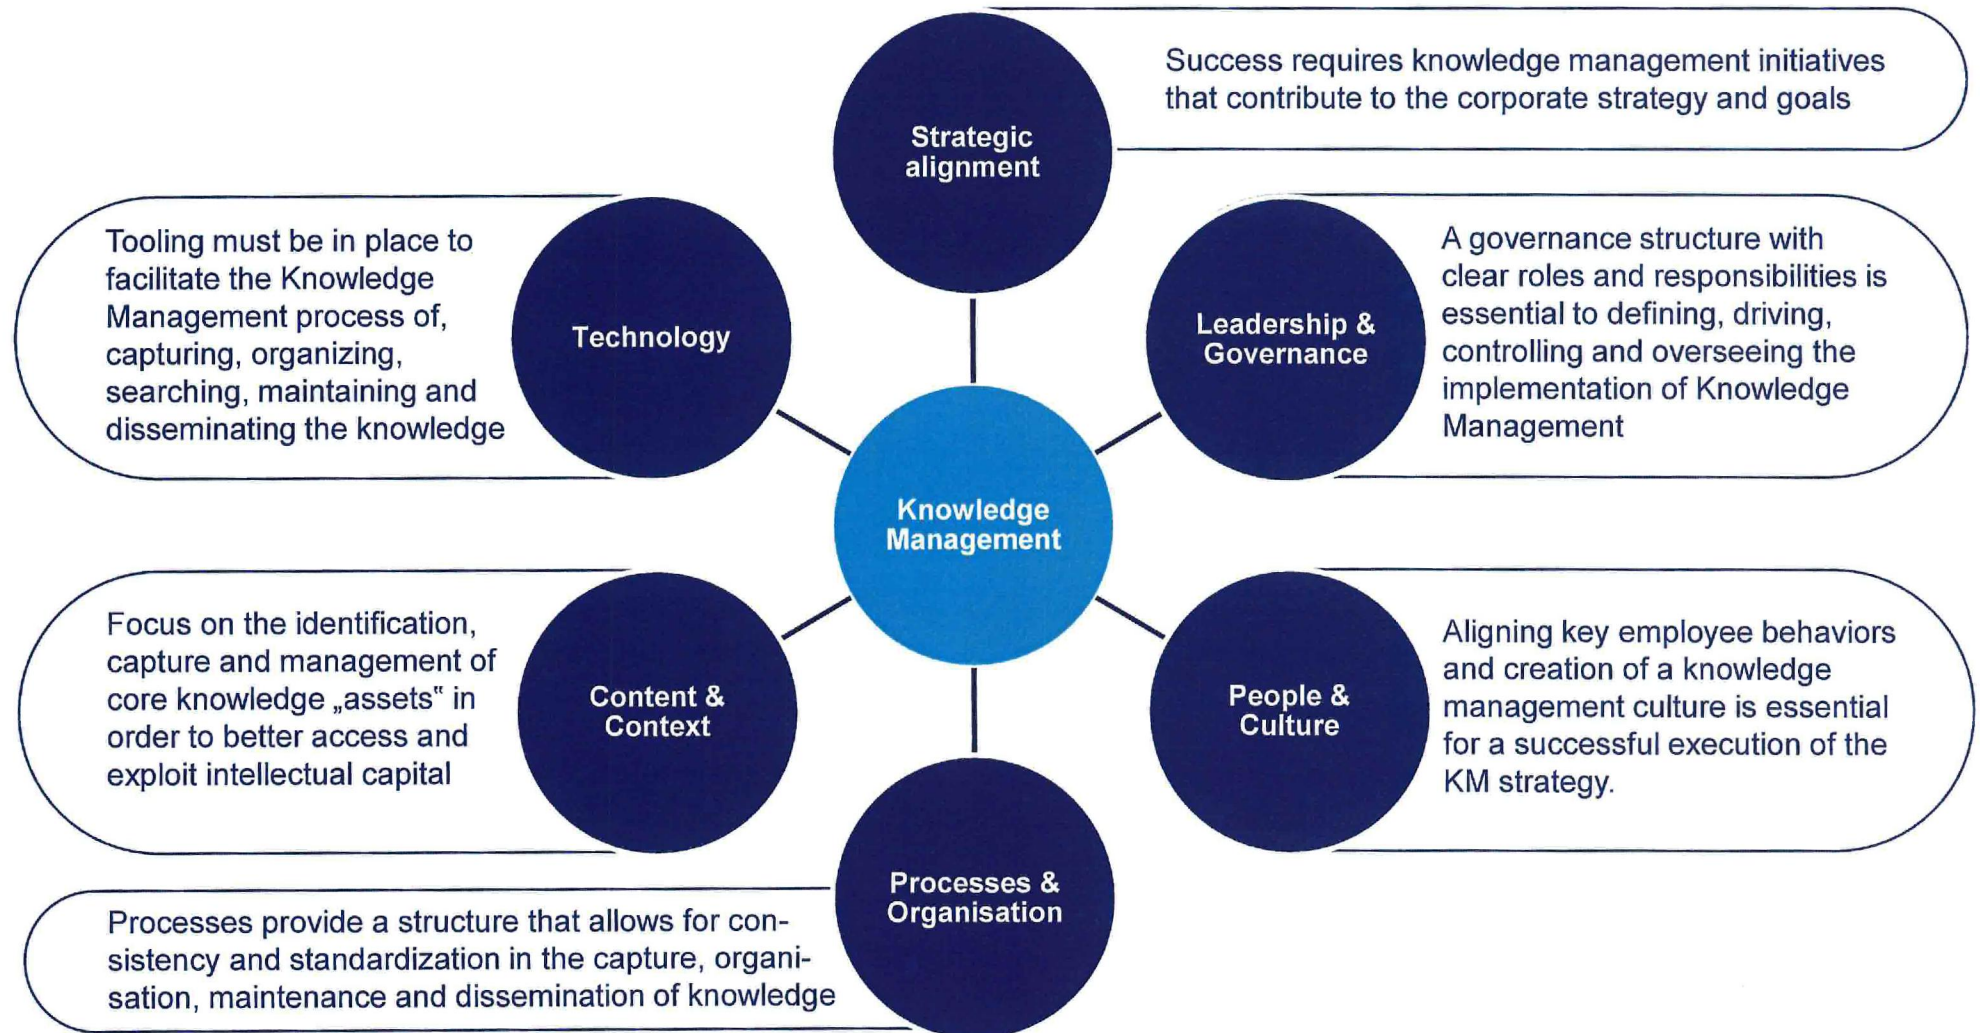 Strategic
alignment
Success requires knowledge management initiatives
that contribute to the corporate strategy and goals
Technology
Tooling must be in place to
facilitate the Knowledge
Management process of,
capturing, organizing,
searching, maintaining and
disseminating the knowledge
Leadership &
Governance
A governance structure with
clear roles and responsibilities is
essential to defining, driving,
controlling and overseeing the
implementation of Knowledge
Management
Knowledge
Management
Content &
Context
Focus on the identification,
capture and management of
core knowledge „assets“ in
order to better access and
exploit intellectual capital
People &
Culture
Aligning key employee behaviors
and creation of a knowledge
management culture is essential
for a successful execution of the
KM strategy.
Processes &
Organisation
Processes provide a structure that allows for con-
sistency and standardization in the capture, organi-
sation, maintenance and dissemination of knowledge